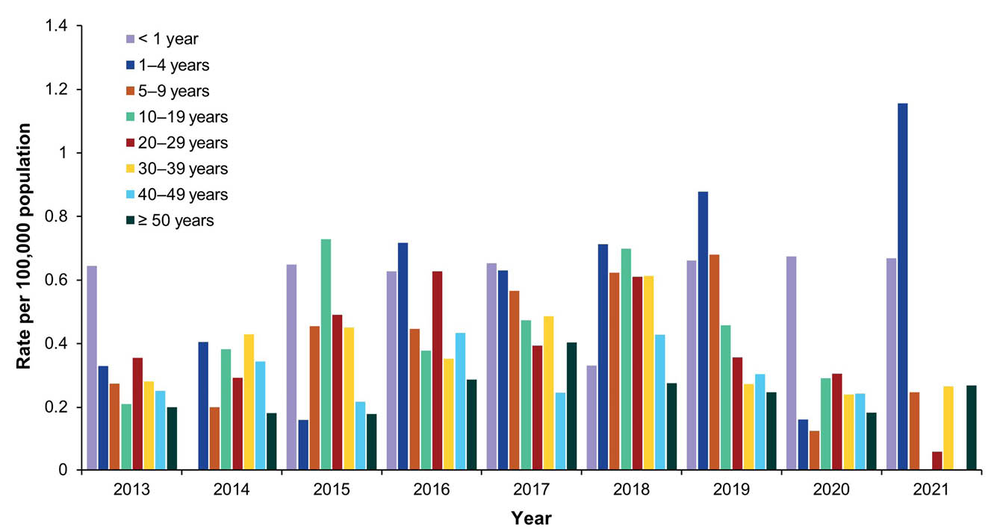 1.4
1.2
1
0.8
0.6
0.4
0.2
0
Rate per 100,000 population
< 1 year
1–4 years
5–9 years
10–19 years
20–29 years
30–39 years
40–49 years
≥ 50 years
2013 2014 2015 2016 2017 2018 2019 2020 2021
Year